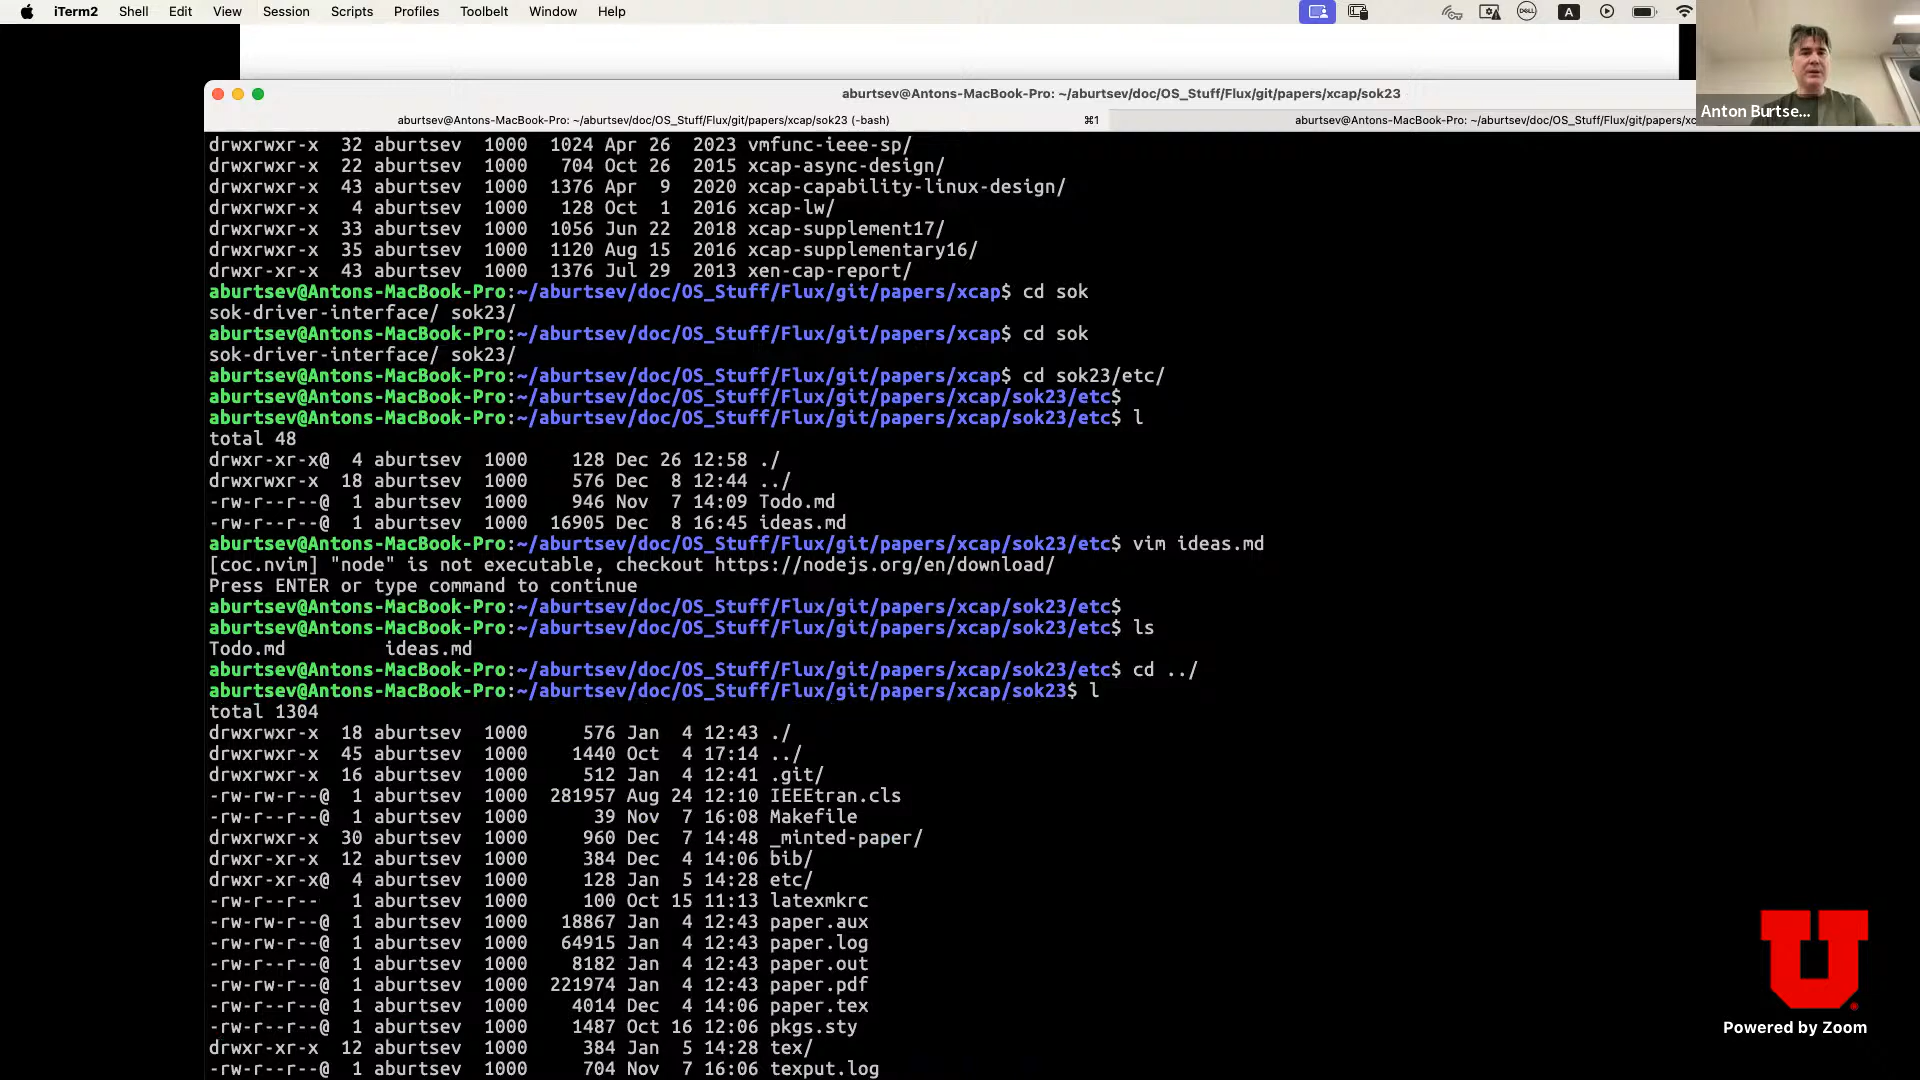 iTerm2 Shell Edit View Session Scripts Profiles Toolbelt Window Help
DELL A
aburtsev@Antons-MacBook-Pro: ~/aburtsev/doc/OS_Stuff/Flux/git/papers/xcap/sok23
Anton Burtse...
aburtsev@Antons-MacBook-Pro: ~/aburtsev/doc/OS_Stuff/Flux/git/papers/xcap/sok23 (-bash) ⌘1 aburtsev@Antons-MacBook-Pro: ~/aburtsev/doc/OS_Stuff/Flux/git/papers/xc
drwxrwxr-x 32 aburtsev 1000 1024 Apr 26 2023 vmfunc-ieee-sp/
drwxrwxr-x 22 aburtsev 1000 704 Oct 26 2015 xcap-async-design/
drwxrwxr-x 43 aburtsev 1000 1376 Apr 9 2020 xcap-capability-linux-design/
drwxrwxr-x 4 aburtsev 1000 128 Oct 1 2016 xcap-lw/
drwxrwxr-x 33 aburtsev 1000 1056 Jun 22 2018 xcap-supplement17/
drwxrwxr-x 35 aburtsev 1000 1120 Aug 15 2016 xcap-supplementary16/
drwxrwxr-x 43 aburtsev 1000 1376 Jul 29 2013 xen-cap-report/
aburtsev@Antons-MacBook-Pro:~/aburtsev/doc/OS_Stuff/Flux/git/papers/xcap$ cd sok
sok-driver-interface/ sok23/
aburtsev@Antons-MacBook-Pro:~/aburtsev/doc/OS_Stuff/Flux/git/papers/xcap$ cd sok
sok-driver-interface/ sok23/
aburtsev@Antons-MacBook-Pro:~/aburtsev/doc/OS_Stuff/Flux/git/papers/xcap$ cd sok23/etc/
aburtsev@Antons-MacBook-Pro:~/aburtsev/doc/OS_Stuff/Flux/git/papers/xcap/sok23/etc$
aburtsev@Antons-MacBook-Pro:~/aburtsev/doc/OS_Stuff/Flux/git/papers/xcap/sok23/etc$ l
total 48
drwxr-xr-x@ 4 aburtsev 1000 128 Dec 26 12:58 ./
drwxrwxr-x 18 aburtsev 1000 576 Dec 8 12:44 ../
-rw-r--r--@ 1 aburtsev 1000 946 Nov 7 14:09 Todo.md
-rw-r--r--@ 1 aburtsev 1000 16905 Dec 8 16:45 ideas.md
aburtsev@Antons-MacBook-Pro:~/aburtsev/doc/OS_Stuff/Flux/git/papers/xcap/sok23/etc$ vim ideas.md
[coc.nvim] "node" is not executable, checkout https://nodejs.org/en/download/
Press ENTER or type command to continue
aburtsev@Antons-MacBook-Pro:~/aburtsev/doc/OS_Stuff/Flux/git/papers/xcap/sok23/etc$
aburtsev@Antons-MacBook-Pro:~/aburtsev/doc/OS_Stuff/Flux/git/papers/xcap/sok23/etc$ ls
Todo.md ideas.md
aburtsev@Antons-MacBook-Pro:~/aburtsev/doc/OS_Stuff/Flux/git/papers/xcap/sok23/etc$ cd ../
aburtsev@Antons-MacBook-Pro:~/aburtsev/doc/OS_Stuff/Flux/git/papers/xcap/sok23$ l
total 1304
drwxrwxr-x 18 aburtsev 1000 576 Jan 4 12:43 ./
drwxrwxr-x 45 aburtsev 1000 1440 Oct 4 17:14 ../
drwxrwxr-x 16 aburtsev 1000 512 Jan 4 12:41 .git/
-rw-rw-r--@ 1 aburtsev 1000 281957 Aug 24 12:10 IEEEtran.cls
-rw-r--r--@ 1 aburtsev 1000 39 Nov 7 16:08 Makefile
drwxrwxr-x 30 aburtsev 1000 960 Dec 7 14:48 _minted-paper/
drwxr-xr-x 12 aburtsev 1000 384 Dec 4 14:06 bib/
drwxr-xr-x@ 4 aburtsev 1000 128 Jan 5 14:28 etc/
-rw-r--r-- 1 aburtsev 1000 100 Oct 15 11:13 latexmkrc
-rw-rw-r--@ 1 aburtsev 1000 18867 Jan 4 12:43 paper.aux
-rw-rw-r--@ 1 aburtsev 1000 64915 Jan 4 12:43 paper.log
-rw-r--r--@ 1 aburtsev 1000 8182 Jan 4 12:43 paper.out
-rw-rw-r--@ 1 aburtsev 1000 221974 Jan 4 12:43 paper.pdf
-rw-r--r--@ 1 aburtsev 1000 4014 Dec 4 14:06 paper.tex
-rw-r--r--@ 1 aburtsev 1000 1487 Oct 16 12:06 pkgs.sty
drwxr-xr-x 12 aburtsev 1000 384 Jan 5 14:28 tex/
-rw-r--r--@ 1 aburtsev 1000 704 Nov 7 16:06 texput.log
U
Powered by Zoom